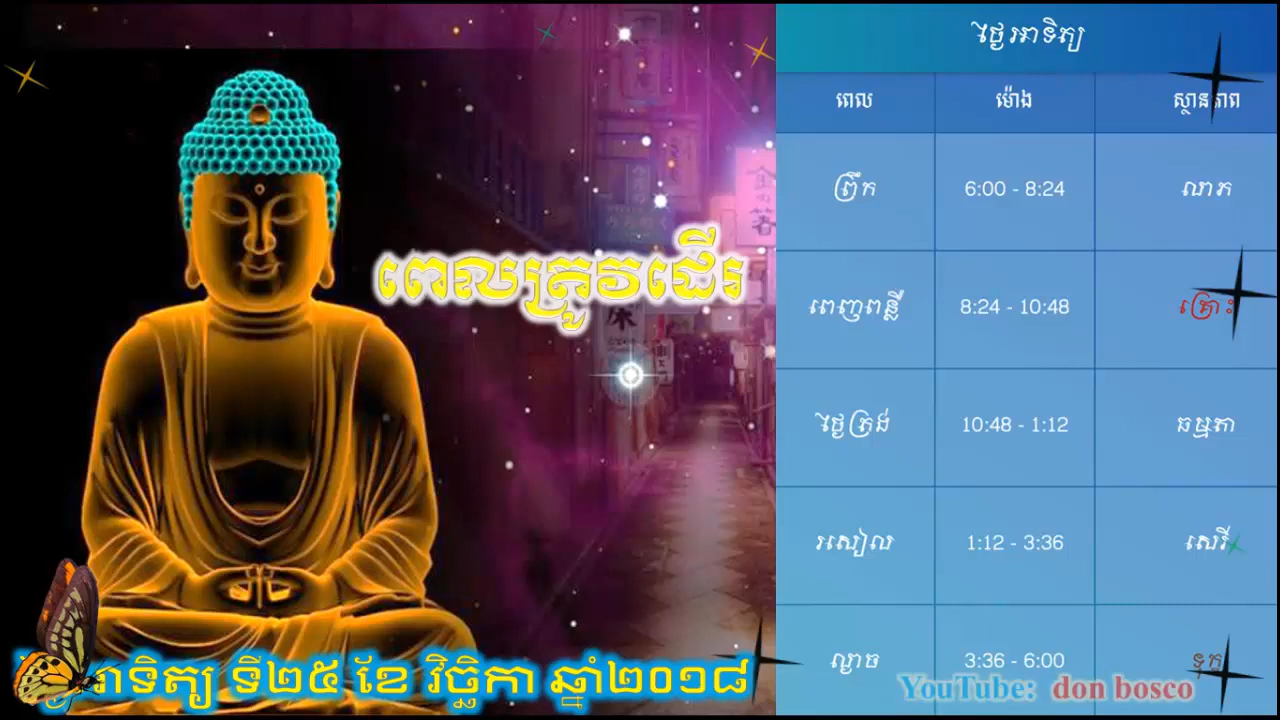 ពេលត្រូវដើរ
អាទិត្យ ទី២៥ ខែ វិច្ឆិកា ឆ្នាំ២០១៨
ថ្ងៃអាទិត្យ
ពេល ម៉ោង ស្ថានភាព
ព្រឹក 6:00 - 8:24 លាភ
ពេញពន្លឺ 8:24 - 10:48 គ្រោះ
ថ្ងៃត្រង់ 10:48 - 1:12 ធម្មតា
រសៀល 1:12 - 3:36 សេរី
ល្ងាច 3:36 - 6:00 ទុក
YouTube: don bosco